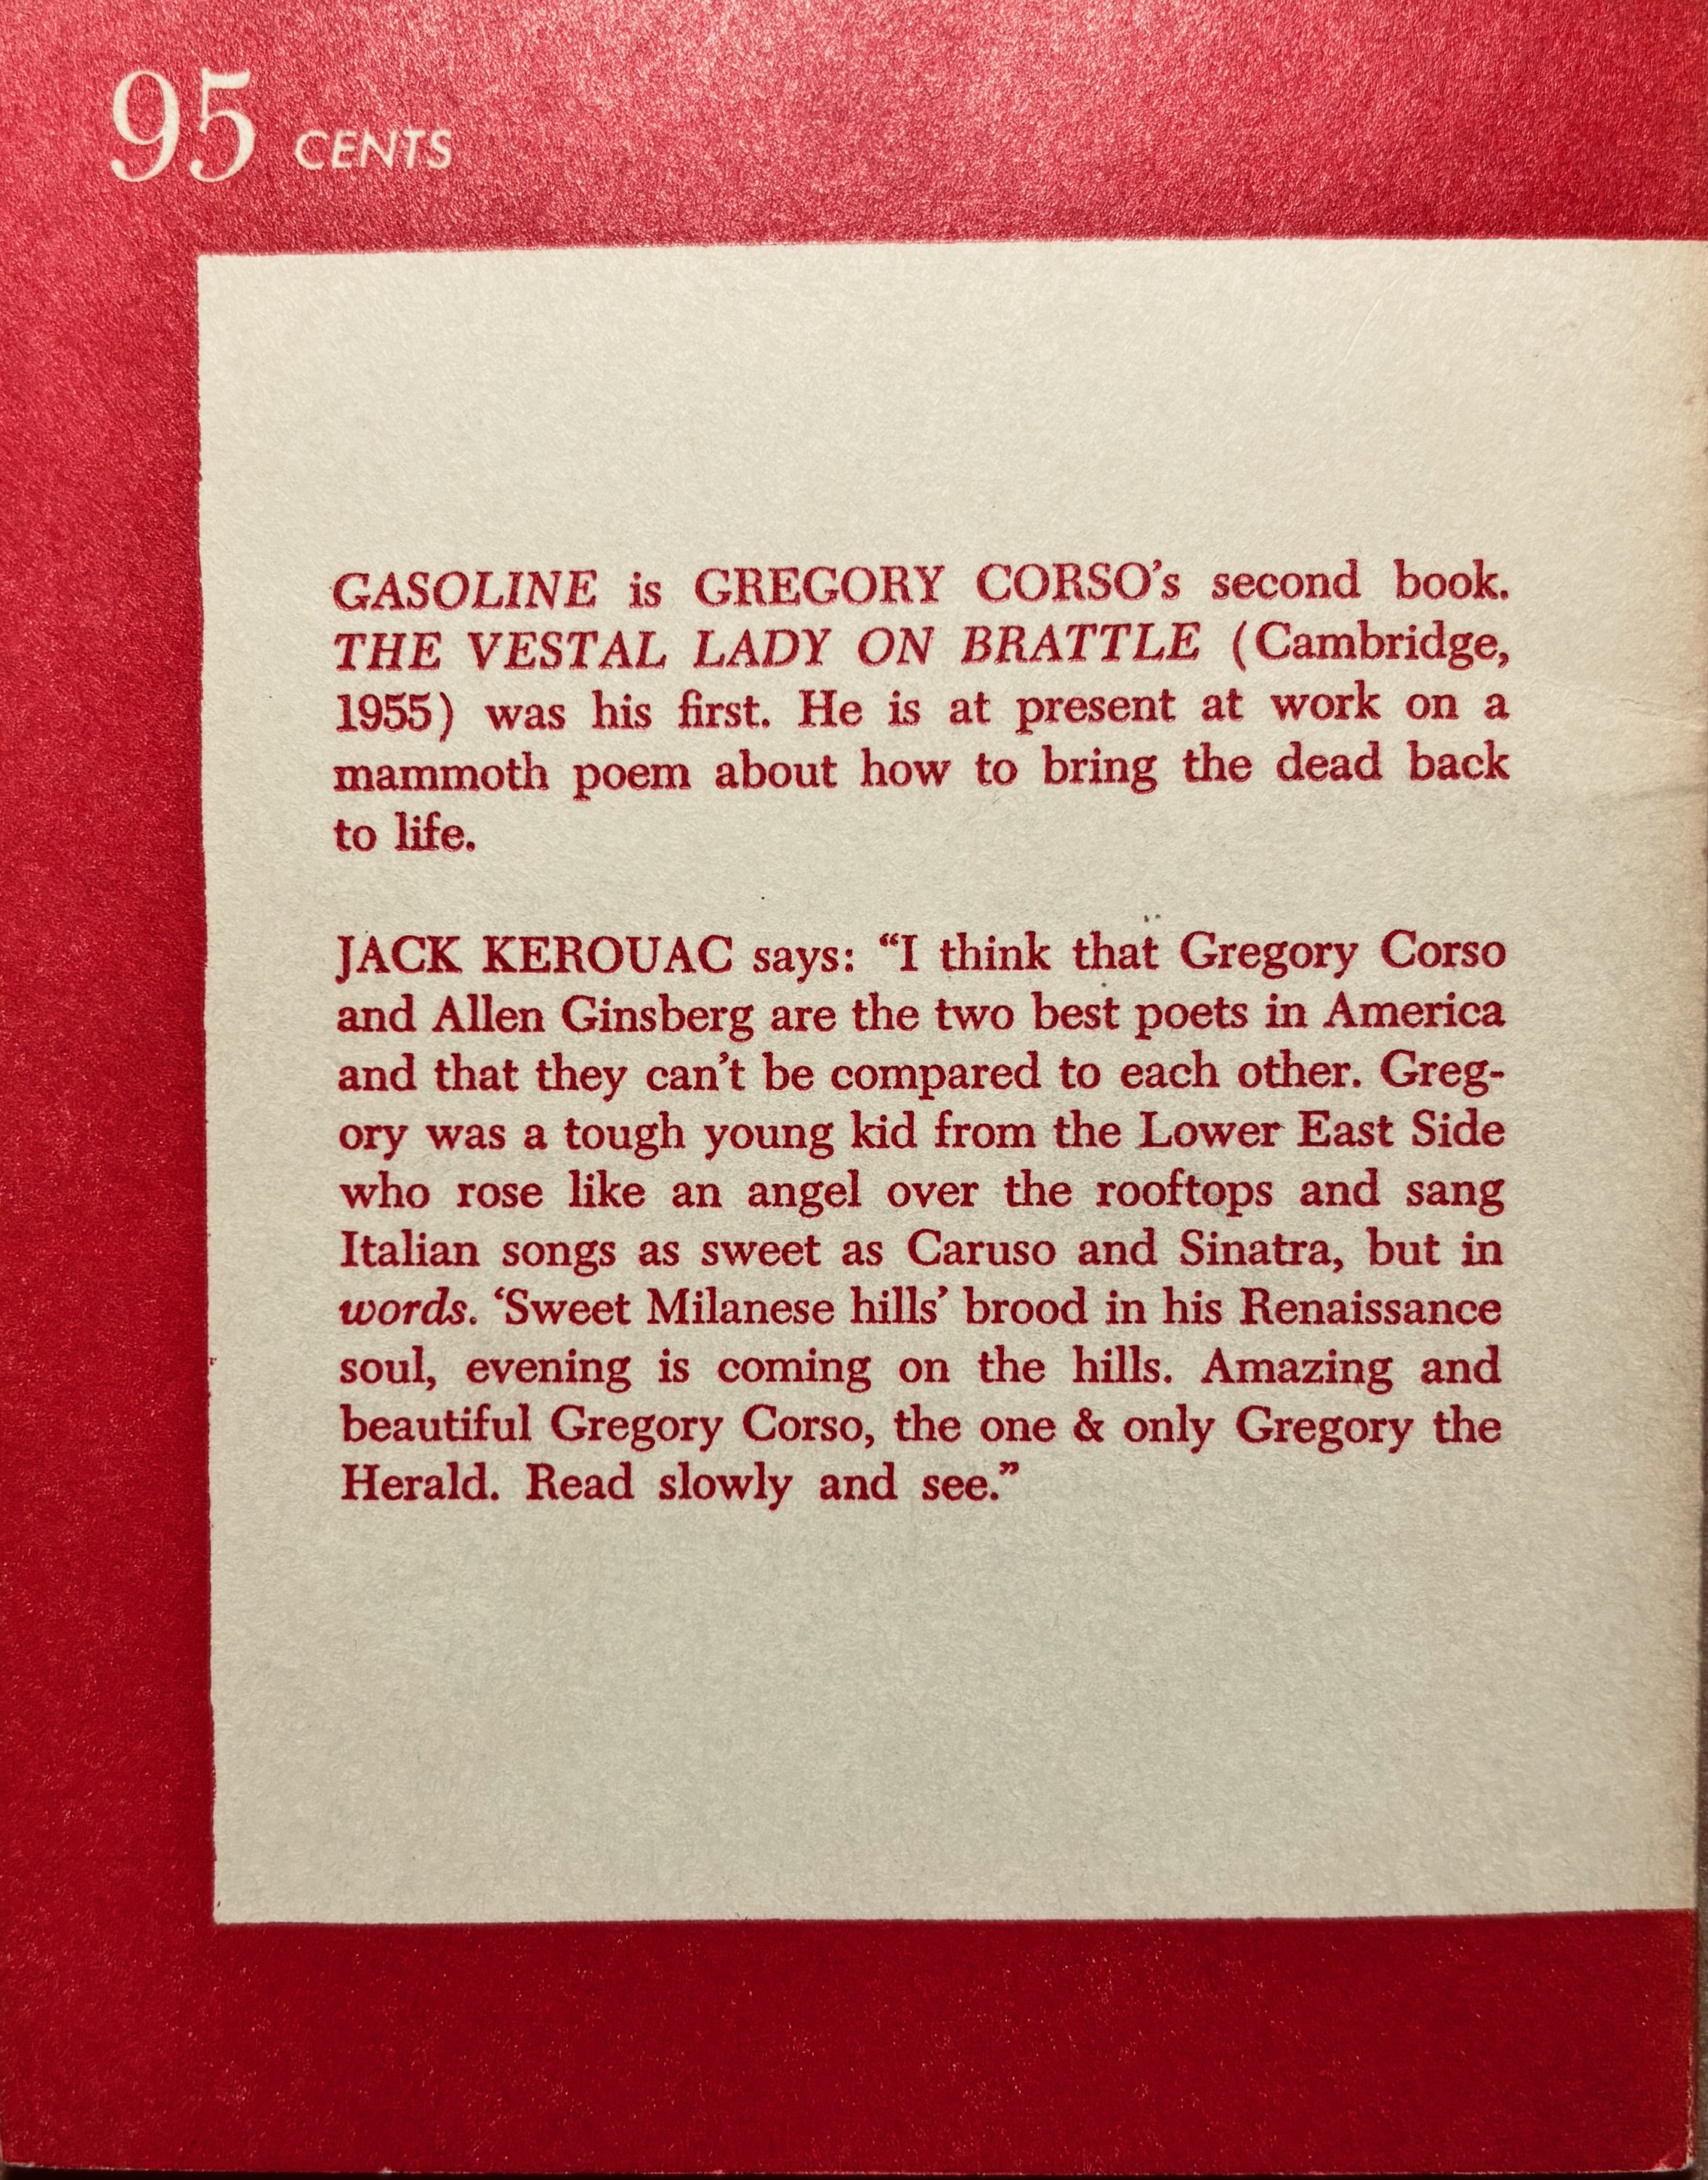 95 CENTS
GASOLINE is GREGORY CORSO’s second book.
THE VESTAL LADY ON BRATTLE (Cambridge,
1955) was his first. He is at present at work on a
mammoth poem about how to bring the dead back
to life.
JACK KEROUAC says: “I think that Gregory Corso
and Allen Ginsberg are the two best poets in America
and that they can’t be compared to each other. Greg-
ory was a tough young kid from the Lower East Side
who rose like an angel over the rooftops and sang
Italian songs as sweet as Caruso and Sinatra, but in
words. ‘Sweet Milanese hills’ brood in his Renaissance
soul, evening is coming on the hills. Amazing and
beautiful Gregory Corso, the one & only Gregory the
Herald. Read slowly and see.”